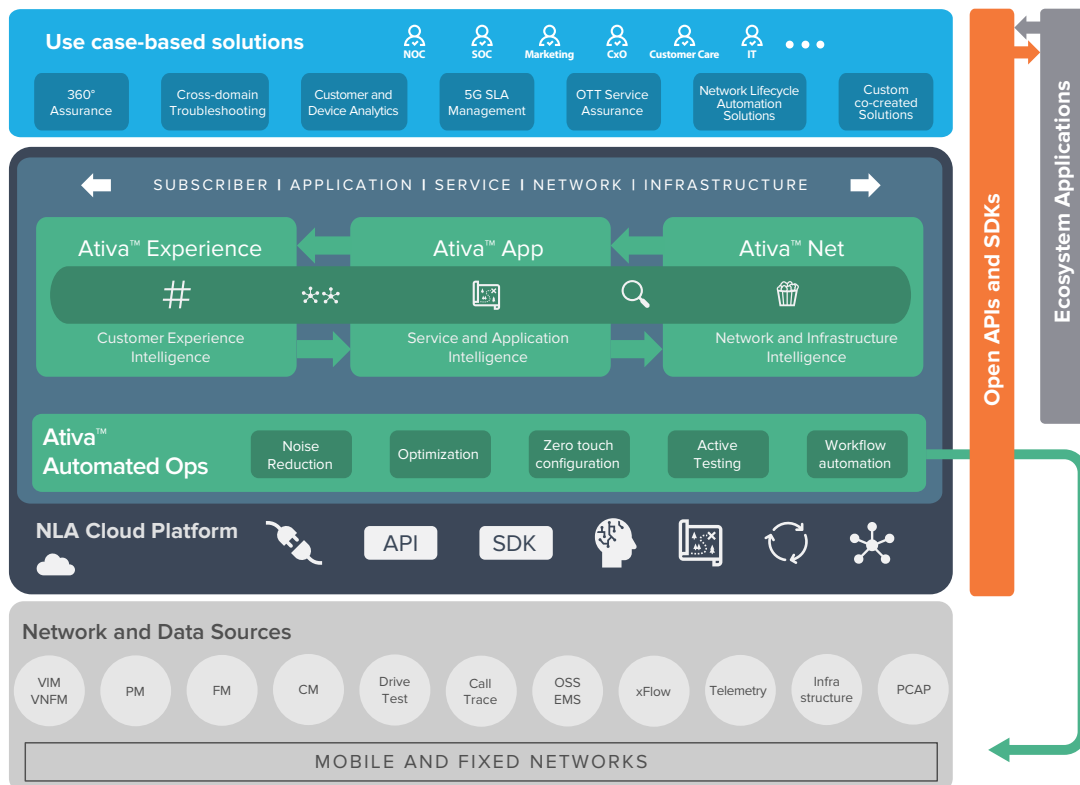 Use case-based solutions
NOC
SOC
Marketing
CxO
Customer Care
IT
360°
Assurance
Cross-domain
Troubleshooting
Customer and
Device Analytics
5G SLA
Management
OTT Service
Assurance
Network Lifecycle
Automation
Solutions
Custom
co-created
Solutions
SUBSCRIBER | APPLICATION | SERVICE | NETWORK | INFRASTRUCTURE
Ativa™ Experience
Ativa™ App
Ativa™ Net
Customer Experience
Intelligence
Service and Application
Intelligence
Network and Infrastructure
Intelligence
Ativa™
Automated Ops
Noise
Reduction
Optimization
Zero touch
configuration
Active
Testing
Workflow
automation
NLA Cloud Platform
API
SDK
Network and Data Sources
VIM
VNFM
PM
FM
CM
Drive
Test
Call
Trace
OSS
EMS
xFlow
Telemetry
Infra
structure
PCAP
MOBILE AND FIXED NETWORKS
Open APIs and SDKs
Ecosystem Applications